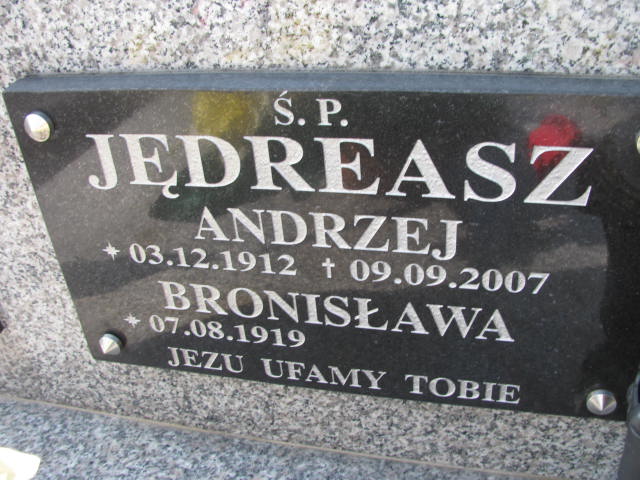 Ś. P.
JĘDREASZ
ANDRZEJ
* 03.12.1912 † 09.09.2007
BRONISŁAWA
* 07.08.1919
JEZU UFAMY TOBIE